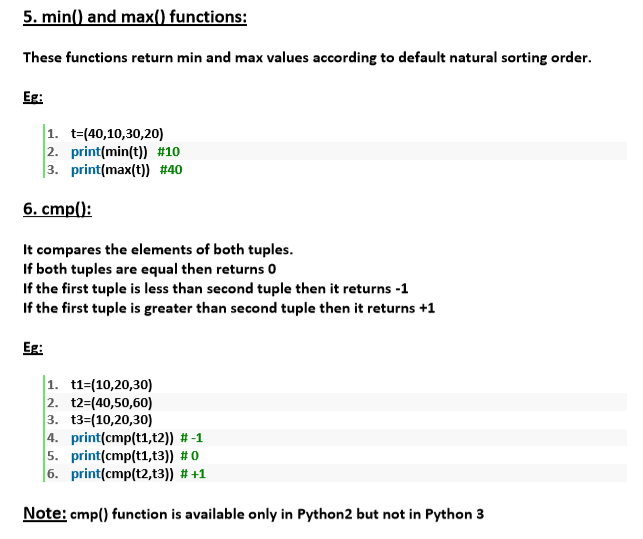 5. min() and max() functions:
These functions return min and max values according to default natural sorting order.
Eg:
1. t=(40,10,30,20)
2. print(min(t)) #10
3. print(max(t)) #40
6. cmp():
It compares the elements of both tuples.
If both tuples are equal then returns 0
If the first tuple is less than second tuple then it returns -1
If the first tuple is greater than second tuple then it returns +1
Eg:
1. t1=(10,20,30)
2. t2=(40,50,60)
3. t3=(10,20,30)
4. print(cmp(t1,t2)) # -1
5. print(cmp(t1,t3)) # 0
6. print(cmp(t2,t3)) # +1
Note: cmp() function is available only in Python2 but not in Python 3